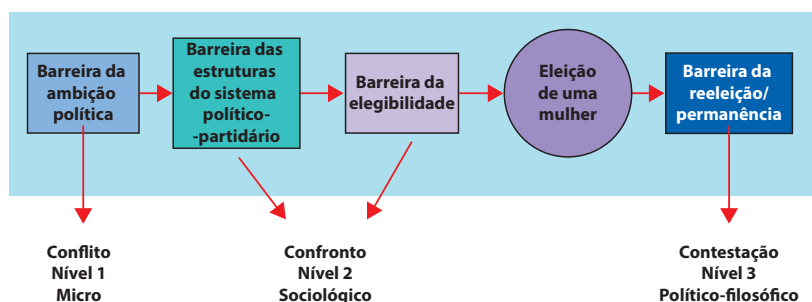 Barreira da
ambição
política
Barreira das
estruturas
do sistema
político-
-partidário
Barreira da
elegibilidade
Eleição
de uma
mulher
Barreira da
reeleição/
permanência
Conflito
Nível 1
Micro
Confronto
Nível 2
Sociológico
Contestação
Nível 3
Político-filosófico